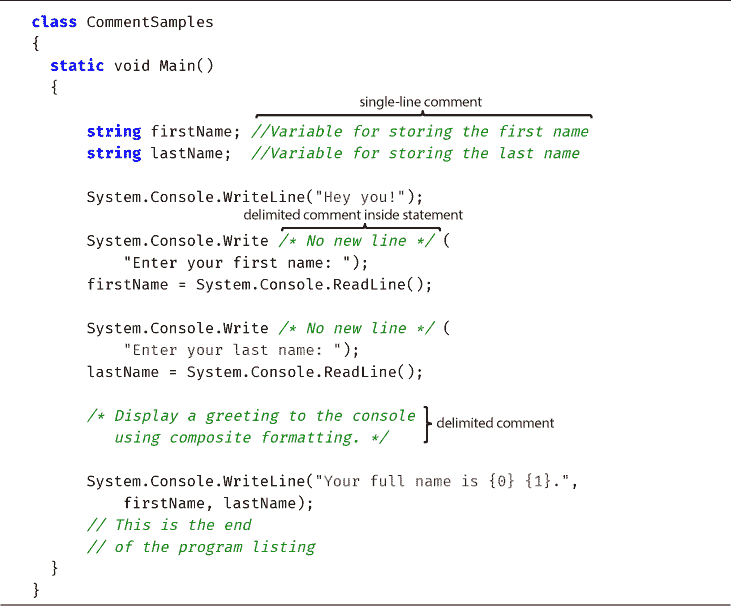 class CommentSamples
{
static void Main()
{
single-line comment
string firstName; //Variable for storing the first name
string lastName; //Variable for storing the last name
System.Console.WriteLine("Hey you!");
delimited comment inside statement
System.Console.Write /* No new line */ (
"Enter your first name: ");
firstName = System.Console.ReadLine();
System.Console.Write /* No new line */ (
"Enter your last name: ");
lastName = System.Console.ReadLine();
/* Display a greeting to the console
using composite formatting. */
delimited comment
System.Console.WriteLine("Your full name is {0} {1}.",
firstName, lastName);
// This is the end
// of the program listing
}
}